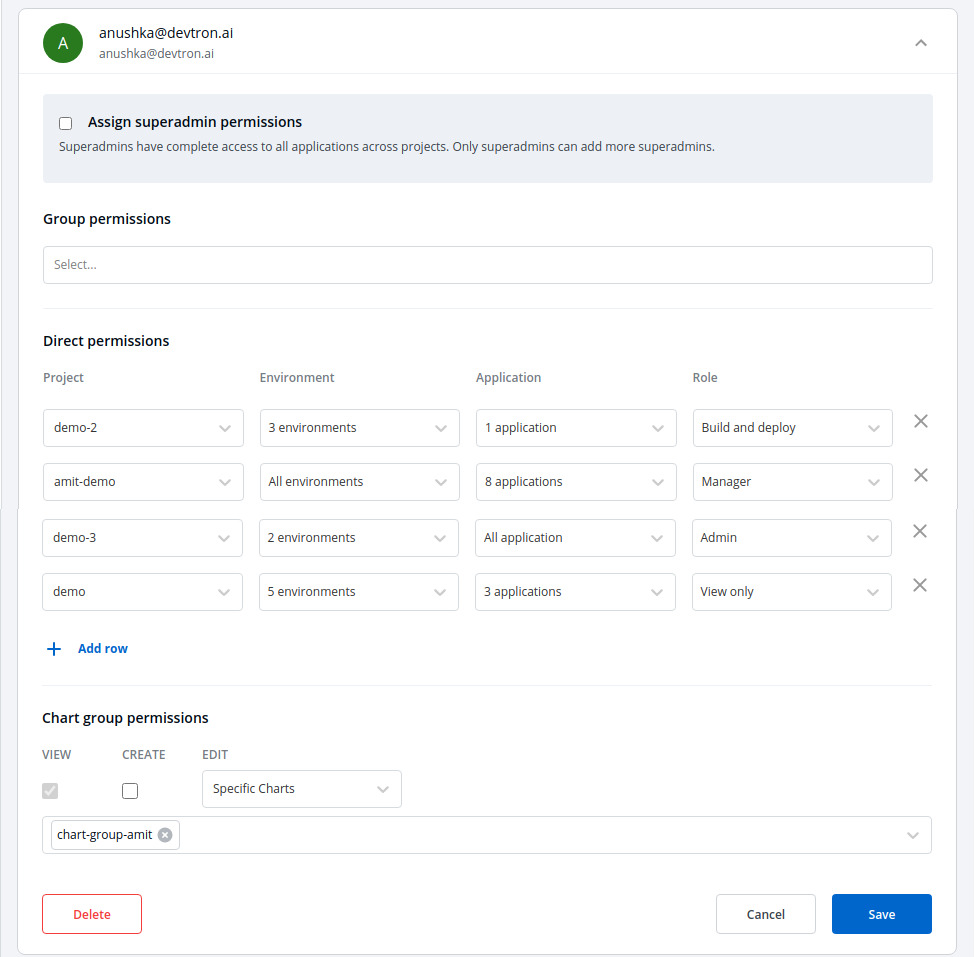 A
anushka@devtron.ai
anushka@devtron.ai
Assign superadmin permissions
Superadmins have complete access to all applications across projects. Only superadmins can add more superadmins.
Group permissions
Select...
Direct permissions
Project Environment Application Role
demo-2 3 environments 1 application Build and deploy
amit-demo All environments 8 applications Manager
demo-3 2 environments All application Admin
demo 5 environments 3 applications View only
Add row
Chart group permissions
VIEW CREATE EDIT
Specific Charts
chart-group-amit
Delete Cancel Save